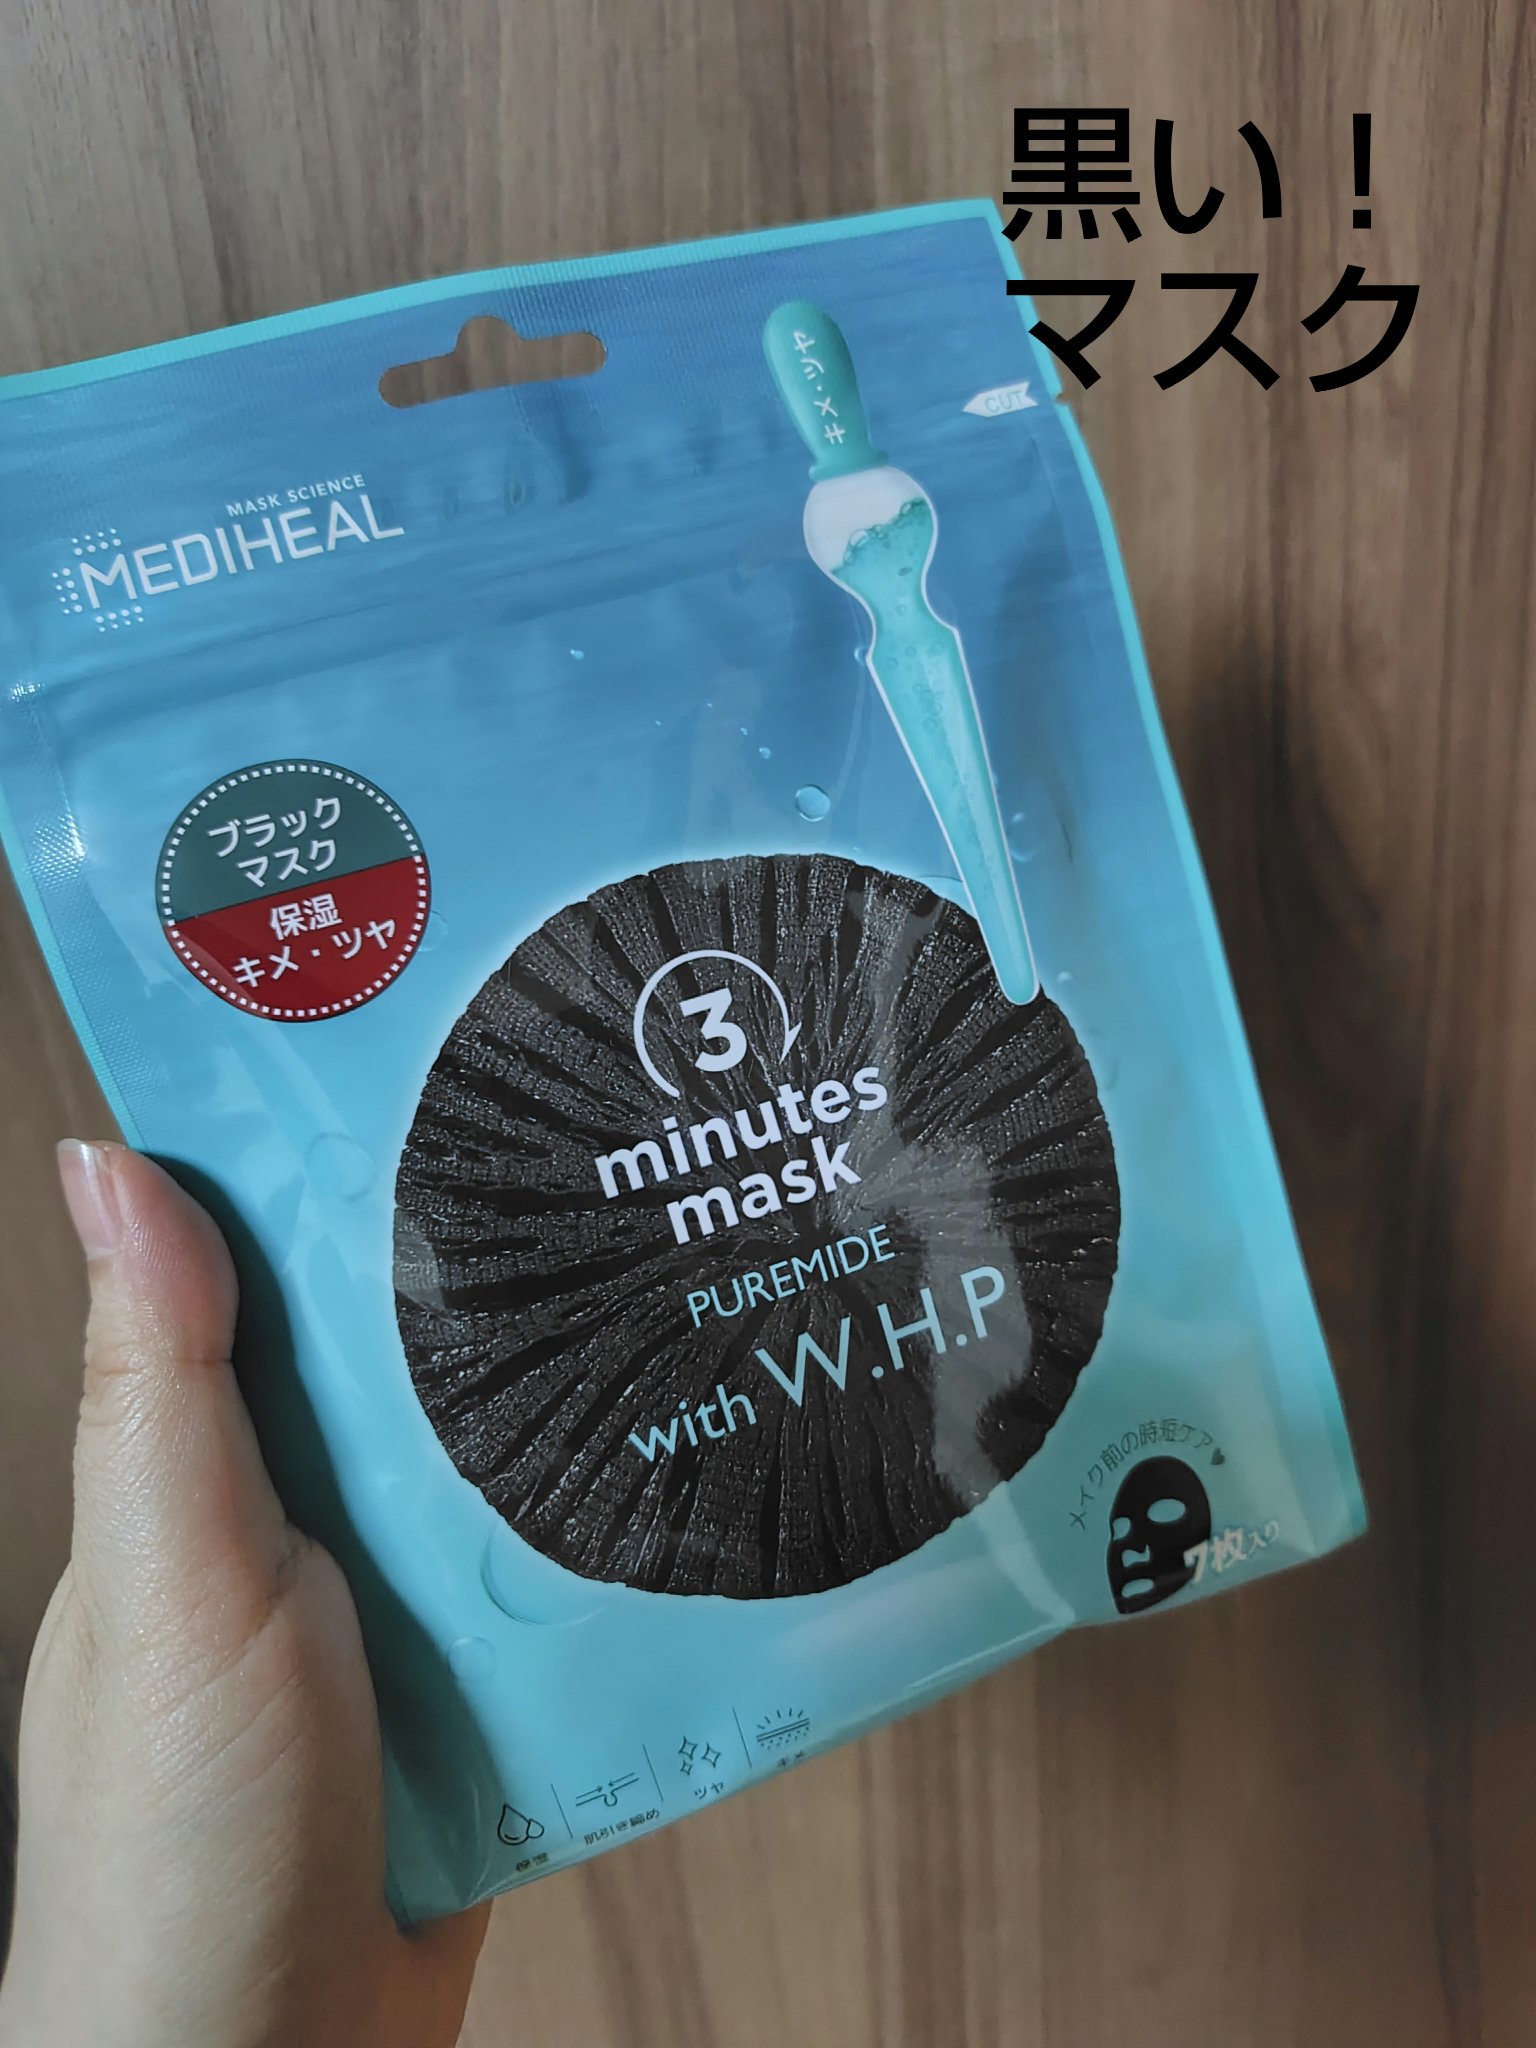 黒い！
マスク
キメ・ツヤ
CUT
MASK SCIENCE
MEDIHEAL
ブラック
マスク
保湿
キメ・ツヤ
3
minutes
mask
PUREMIDE
with W.H.P
メイク前の時短ケア♥
7枚入り
保湿
肌引き締め
ツヤ
キメ